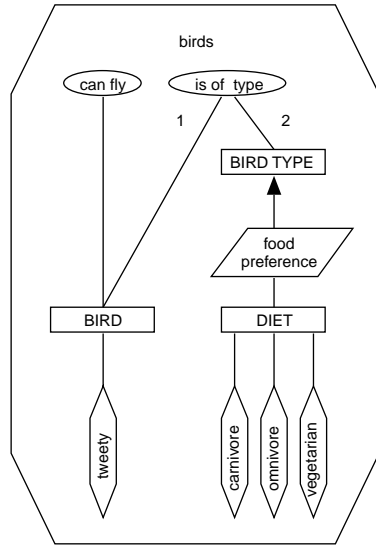 birds
can fly
is of type
1
2
BIRD TYPE
food
preference
BIRD
DIET
tweety
carnivore
omnivore
vegetarian